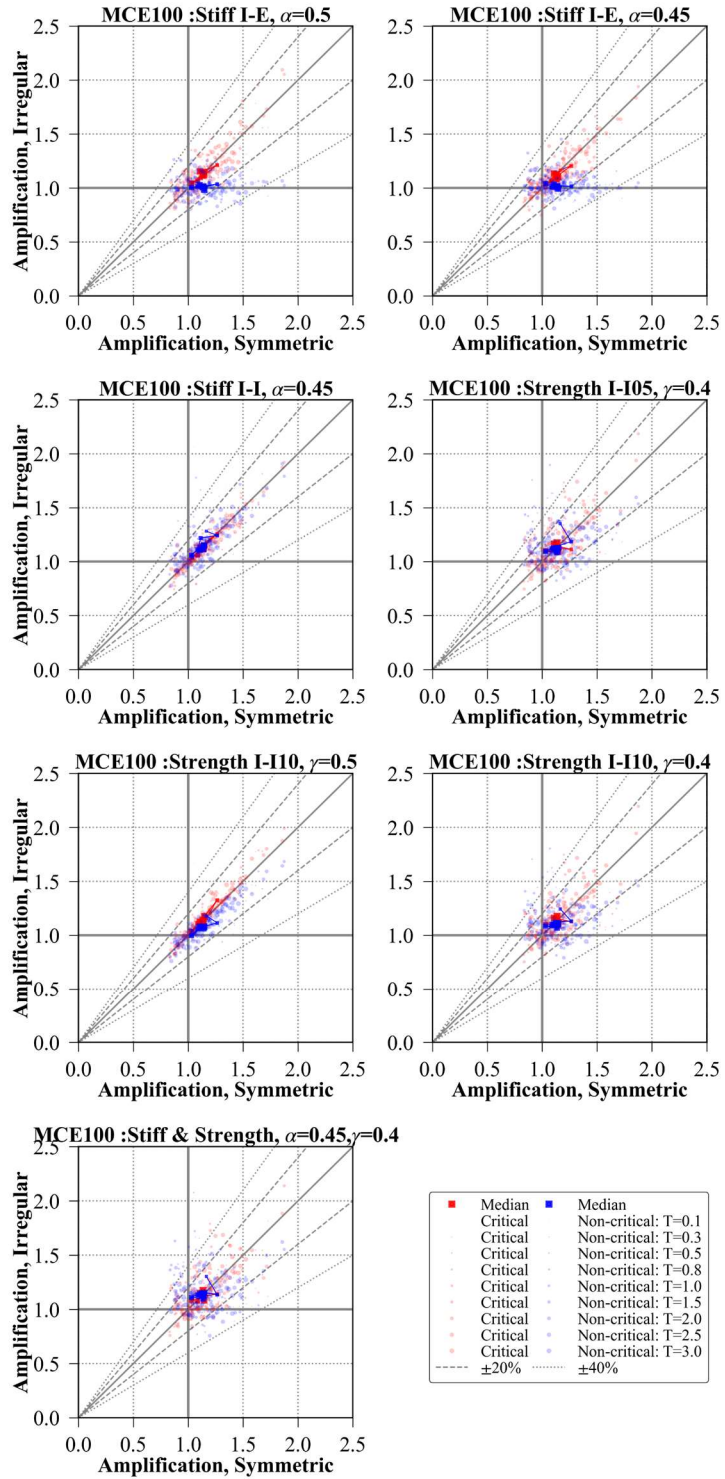 MCE100 :Stiff I-E, α=0.5
MCE100 :Stiff I-E, α=0.45
2.5
2.0
1.5
1.0
0.5
0.0
Amplification, Irregular
0.0 0.5 1.0 1.5 2.0 2.5
Amplification, Symmetric
2.5
2.0
1.5
1.0
0.5
0.0
0.0 0.5 1.0 1.5 2.0 2.5
Amplification, Symmetric
MCE100 :Stiff I-I, α=0.45
MCE100 :Strength I-I05, γ=0.4
2.5
2.0
1.5
1.0
0.5
0.0
Amplification, Irregular
0.0 0.5 1.0 1.5 2.0 2.5
Amplification, Symmetric
2.5
2.0
1.5
1.0
0.5
0.0
0.0 0.5 1.0 1.5 2.0 2.5
Amplification, Symmetric
MCE100 :Strength I-I10, γ=0.5
MCE100 :Strength I-I10, γ=0.4
2.5
2.0
1.5
1.0
0.5
0.0
Amplification, Irregular
0.0 0.5 1.0 1.5 2.0 2.5
Amplification, Symmetric
2.5
2.0
1.5
1.0
0.5
0.0
0.0 0.5 1.0 1.5 2.0 2.5
Amplification, Symmetric
MCE100 :Stiff & Strength, α=0.45,γ=0.4
2.5
2.0
1.5
1.0
0.5
0.0
Amplification, Irregular
0.0 0.5 1.0 1.5 2.0 2.5
Amplification, Symmetric
Median Median
Critical Non-critical: T=0.1
Critical Non-critical: T=0.3
Critical Non-critical: T=0.5
Critical Non-critical: T=0.8
Critical Non-critical: T=1.0
Critical Non-critical: T=1.5
Critical Non-critical: T=2.0
Critical Non-critical: T=2.5
Critical Non-critical: T=3.0
±20% ±40%